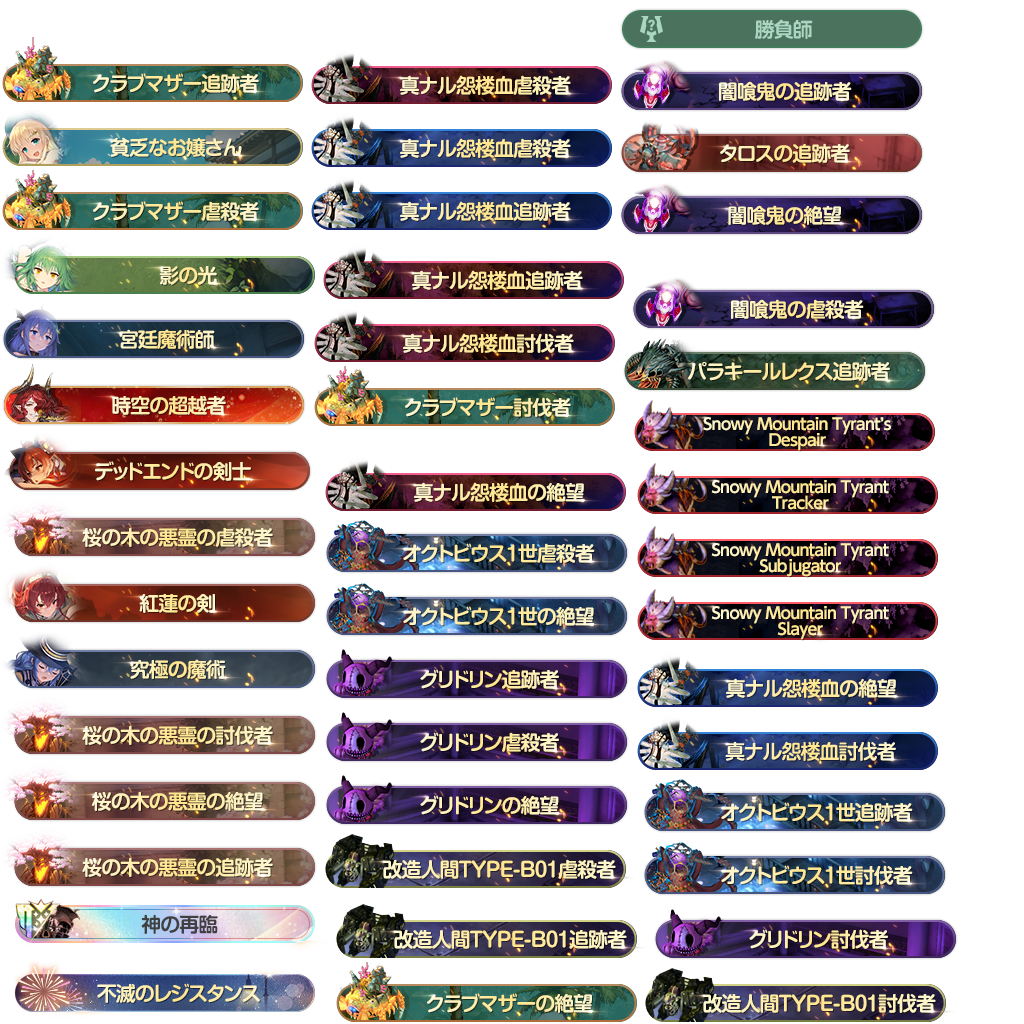 勝負師
クラブマザー追跡者
真ナル怨楼血虐殺者
闇喰鬼の追跡者
貧乏なお嬢さん
真ナル怨楼血虐殺者
タロスの追跡者
クラブマザー虐殺者
真ナル怨楼血追跡者
闇喰鬼の絶望
影の光
真ナル怨楼血追跡者
闇喰鬼の虐殺者
宮廷魔術師
真ナル怨楼血討伐者
パラキールレクス追跡者
時空の超越者
クラブマザー討伐者
Snowy Mountain Tyrant's
Despair
デッドエンドの剣士
真ナル怨楼血の絶望
Snowy Mountain Tyrant
Tracker
桜の木の悪霊の虐殺者
オクトビウス1世虐殺者
Snowy Mountain Tyrant
Subjugator
紅蓮の剣
オクトビウス1世の絶望
Snowy Mountain Tyrant
Slayer
究極の魔術
グリドリン追跡者
真ナル怨楼血の絶望
桜の木の悪霊の討伐者
グリドリン虐殺者
真ナル怨楼血討伐者
桜の木の悪霊の絶望
グリドリンの絶望
オクトビウス1世追跡者
桜の木の悪霊の追跡者
改造人間TYPE-B01虐殺者
オクトビウス1世討伐者
神の再臨
改造人間TYPE-B01追跡者
グリドリン討伐者
不滅のレジスタンス
クラブマザーの絶望
改造人間TYPE-B01討伐者